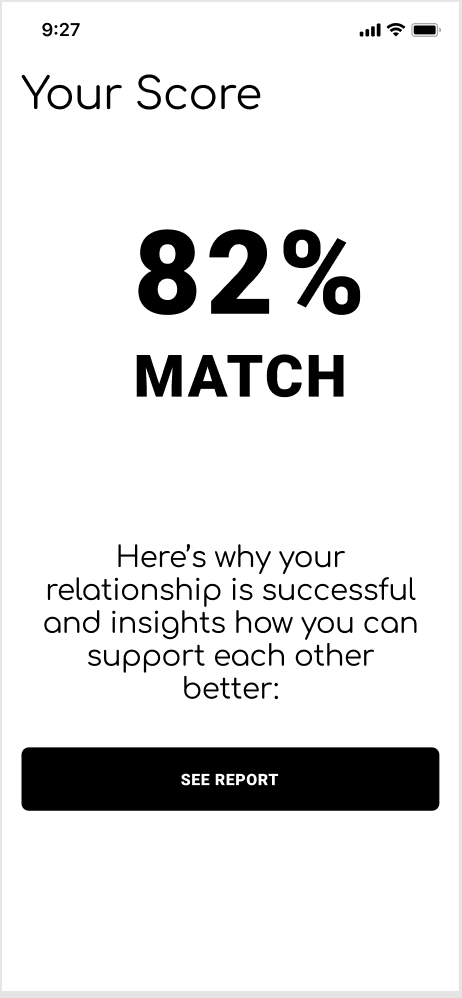 9:27
Your Score
82%
MATCH
Here’s why your
relationship is successful
and insights how you can
support each other
better:
SEE REPORT